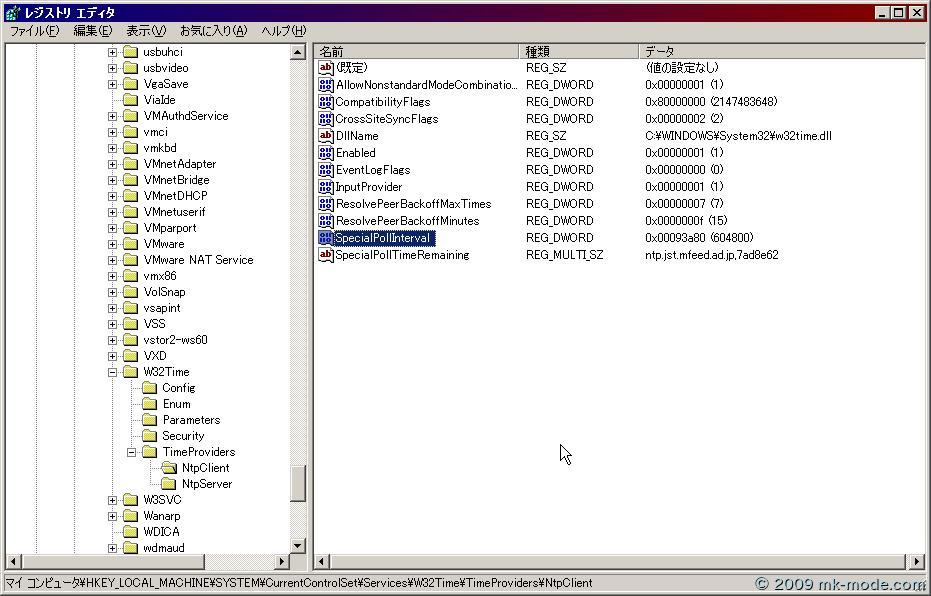 レジストリ エディタ
ファイル(F) 編集(E) 表示(V) お気に入り(A) ヘルプ(H)
usbuhci
usbvideo
VgaSave
ViaIde
VMAuthdService
vmci
vmkbd
VMnetAdapter
VMnetBridge
VMnetDHCP
VMnetuserif
VMparport
VMware
VMware NAT Service
vmx86
VolSnap
vsapint
VSS
vstor2-ws60
VXD
W32Time
Config
Enum
Parameters
Security
TimeProviders
NtpClient
NtpServer
W3SVC
Wanarp
WDICA
wdmaud
名前 種類 データ
(既定) REG_SZ (値の設定なし)
AllowNonstandardModeCombinatio... REG_DWORD 0x00000001 (1)
CompatibilityFlags REG_DWORD 0x80000000 (2147483648)
CrossSiteSyncFlags REG_DWORD 0x00000002 (2)
DllName REG_SZ C:¥WINDOWS¥System32¥w32time.dll
Enabled REG_DWORD 0x00000001 (1)
EventLogFlags REG_DWORD 0x00000000 (0)
InputProvider REG_DWORD 0x00000001 (1)
ResolvePeerBackoffMaxTimes REG_DWORD 0x00000007 (7)
ResolvePeerBackoffMinutes REG_DWORD 0x0000000f (15)
SpecialPollInterval REG_DWORD 0x00093a80 (604800)
SpecialPollTimeRemaining REG_MULTI_SZ ntp.jst.mfeed.ad.jp,7ad8e62
マイ コンピュータ¥HKEY_LOCAL_MACHINE¥SYSTEM¥CurrentControlSet¥Services¥W32Time¥TimeProviders¥NtpClient
© 2009 mk-mode.com